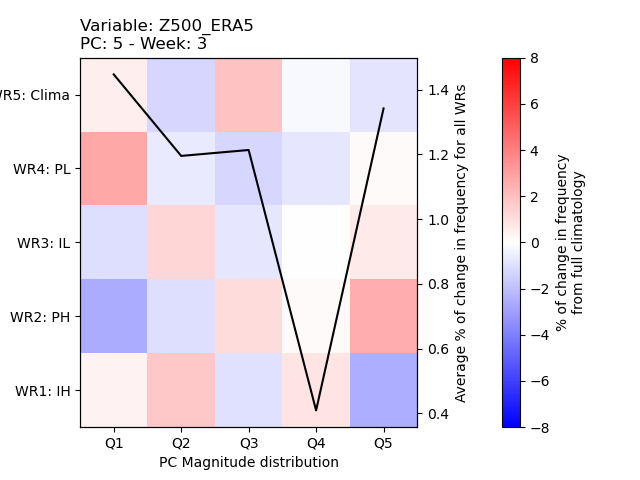 Variable: Z500_ERA5
PC: 5 - Week: 3
WR5: Clima
WR4: PL
WR3: IL
WR2: PH
WR1: IH
Q1 Q2 Q3 Q4 Q5
PC Magnitude distribution
1.4
1.2
1.0
0.8
0.6
0.4
Average % of change in frequency for all WRs
8
6
4
2
0
−2
−4
−6
−8
% of change in frequency
from full climatology